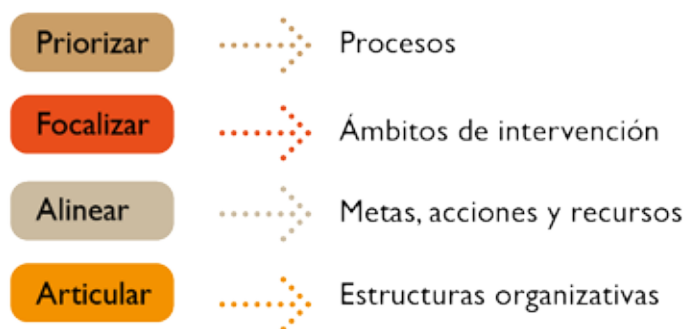 Priorizar Procesos
Focalizar Ámbitos de intervención
Alinear Metas, acciones y recursos
Articular Estructuras organizativas